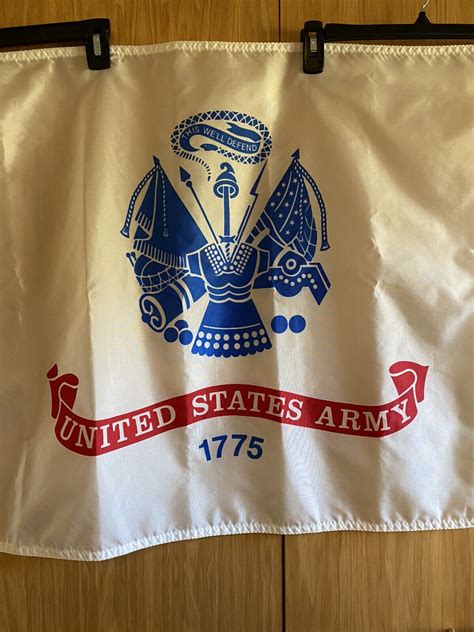 THIS WE'LL DEFEND
UNITED STATES ARMY
1775